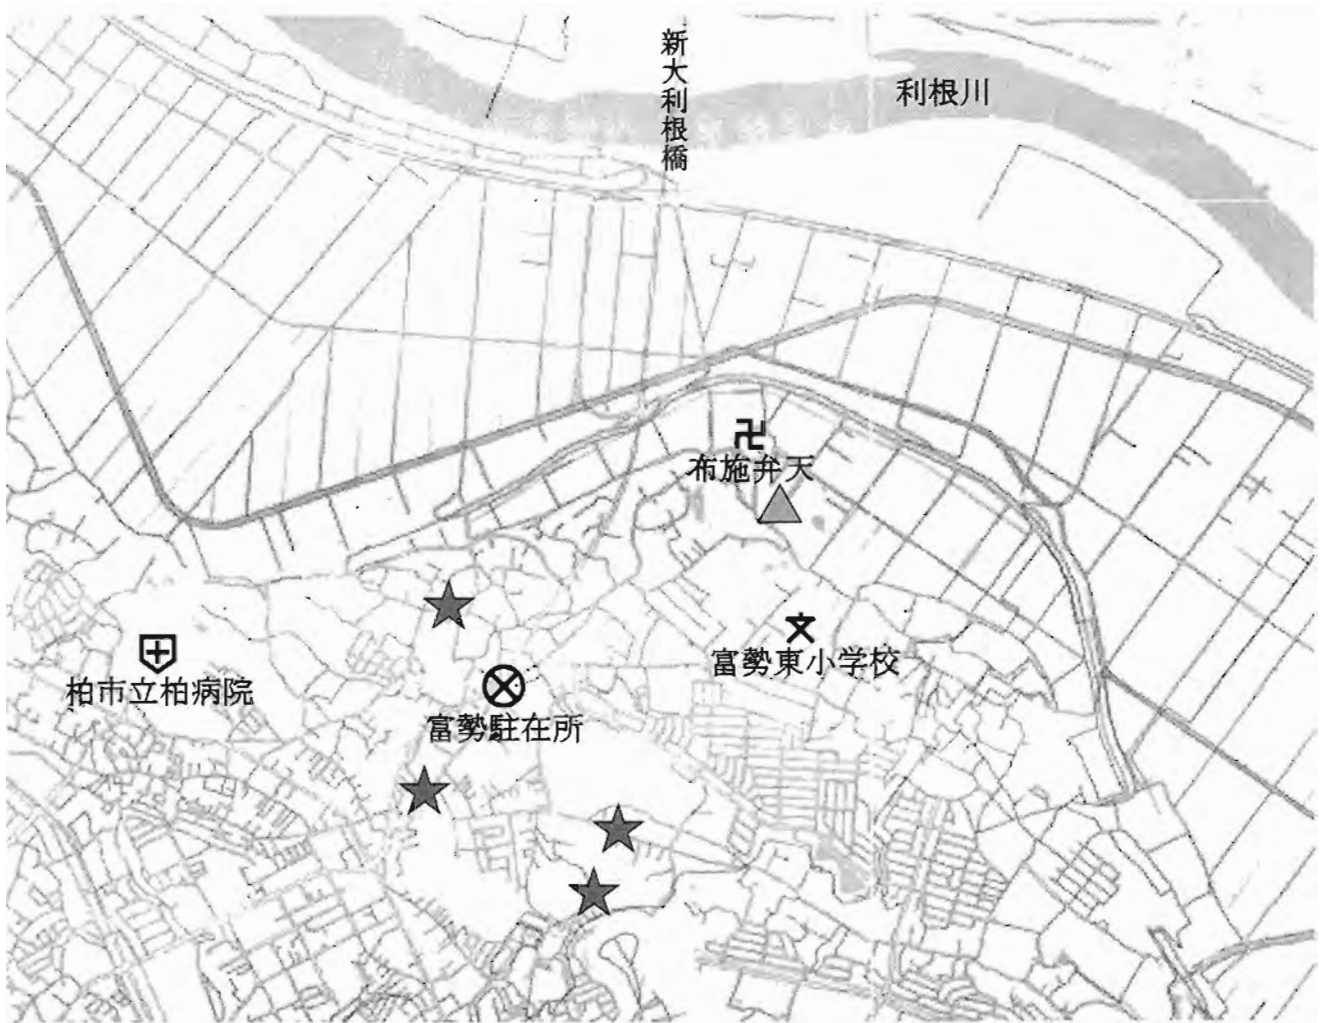 新大利根橋
利根川
布施弁天
富勢東小学校
柏市立柏病院
富勢駐在所